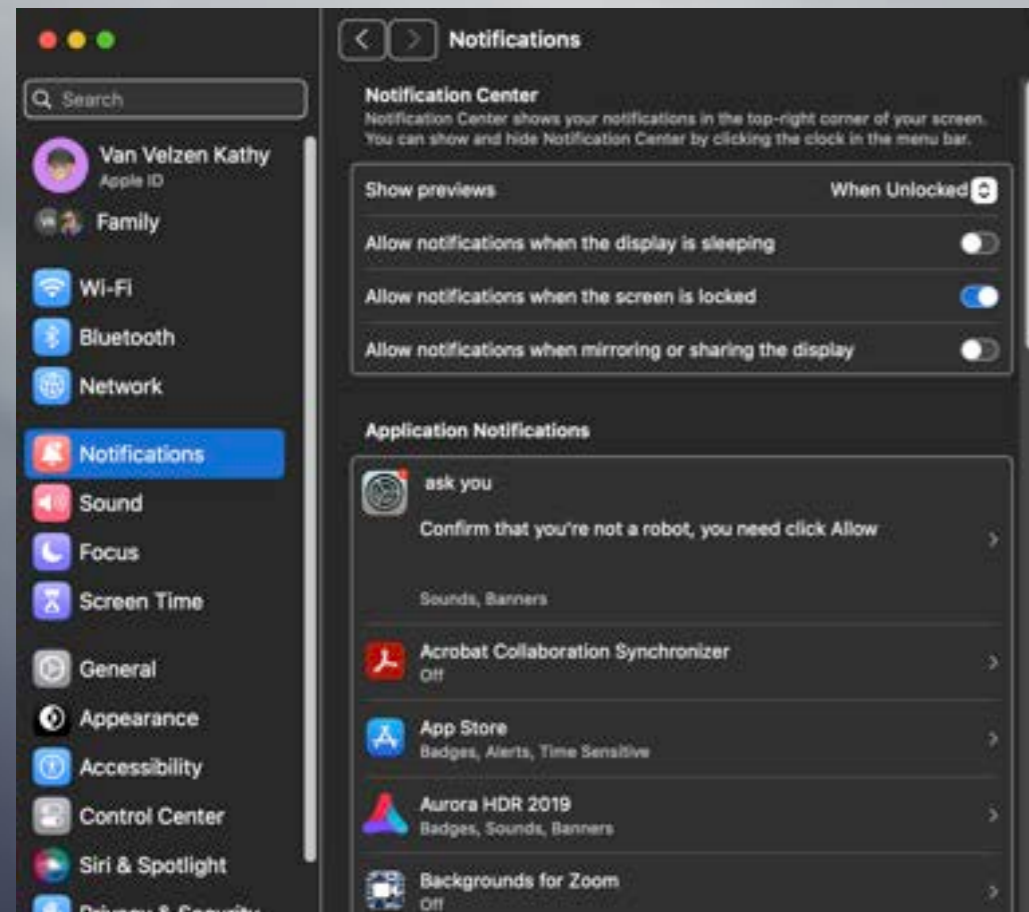 Notifications
Search
Van Velzen Kathy
Apple ID
Family
Wi-Fi
Bluetooth
Network
Notifications
Sound
Focus
Screen Time
General
Appearance
Accessibility
Control Center
Siri & Spotlight
Privacy & Security
Notification Center
Notification Center shows your notifications in the top-right corner of your screen.
You can show and hide Notification Center by clicking the clock in the menu bar.
Show previews When Unlocked
Allow notifications when the display is sleeping
Allow notifications when the screen is locked
Allow notifications when mirroring or sharing the display
Application Notifications
ask you
Confirm that you're not a robot, you need click Allow
Sounds, Banners
Acrobat Collaboration Synchronizer
Off
App Store
Badges, Alerts, Time Sensitive
Aurora HDR 2019
Badges, Sounds, Banners
Backgrounds for Zoom
Off